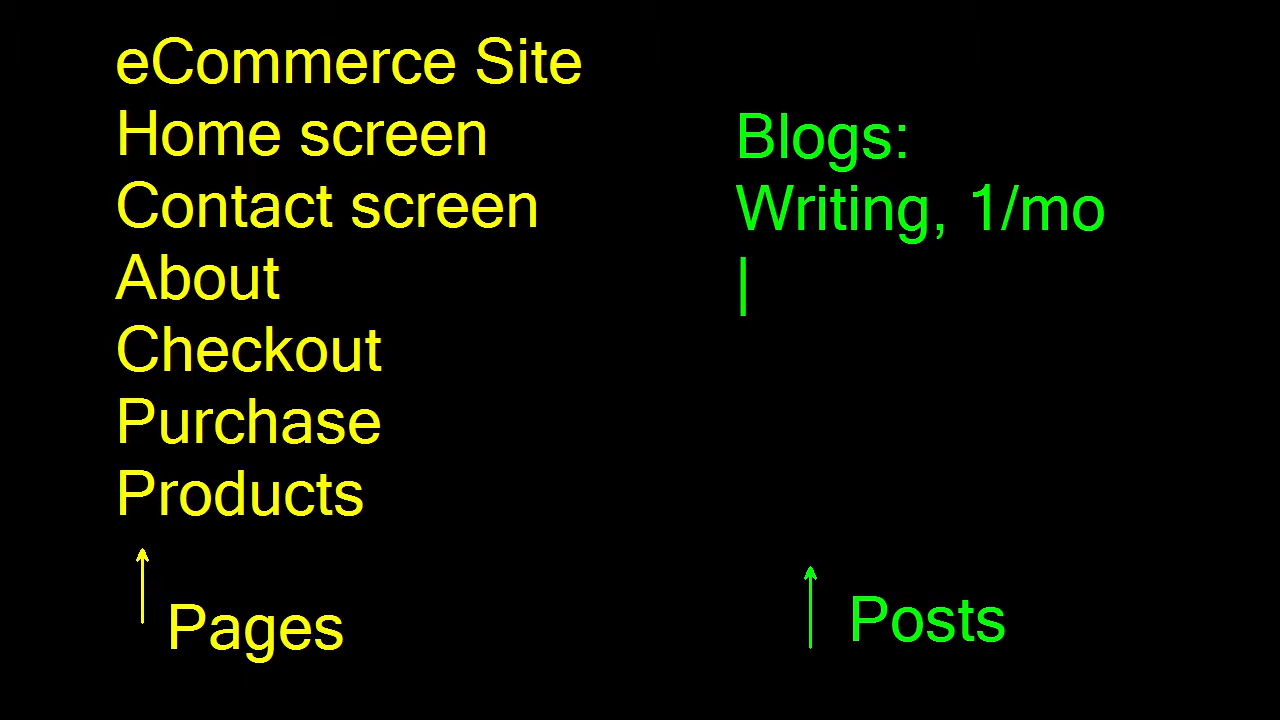 eCommerce Site
Home screen
Contact screen
About
Checkout
Purchase
Products
Pages
Blogs:
Writing, 1/mo
Posts